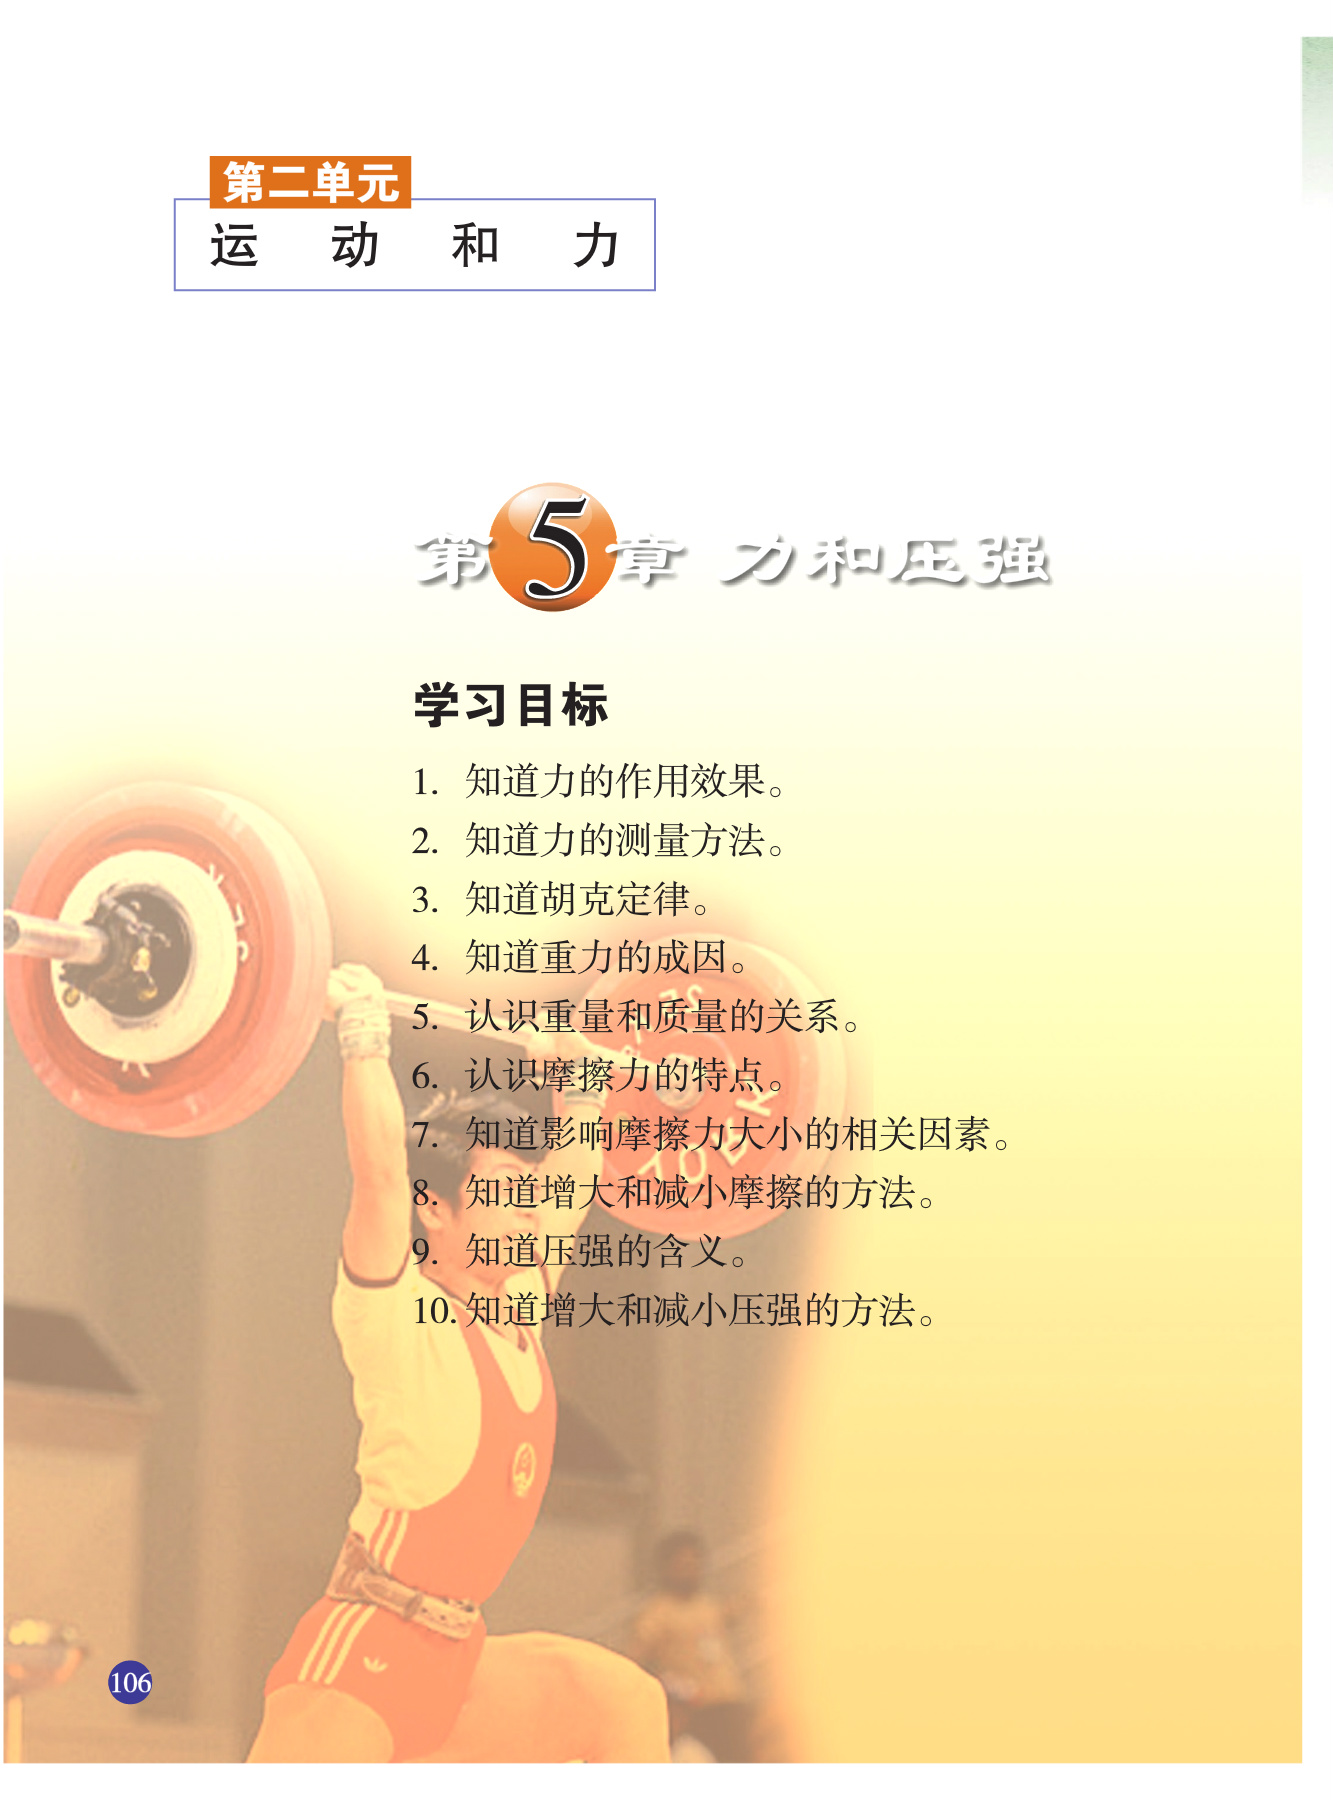 第二单元
运 动 和 力
第5章 力和压强
学习目标
1. 知道力的作用效果。
2. 知道力的测量方法。
3. 知道胡克定律。
4. 知道重力的成因。
5. 认识重量和质量的关系。
6. 认识摩擦力的特点。
7. 知道影响摩擦力大小的相关因素。
8. 知道增大和减小摩擦的方法。
9. 知道压强的含义。
10. 知道增大和减小压强的方法。
106